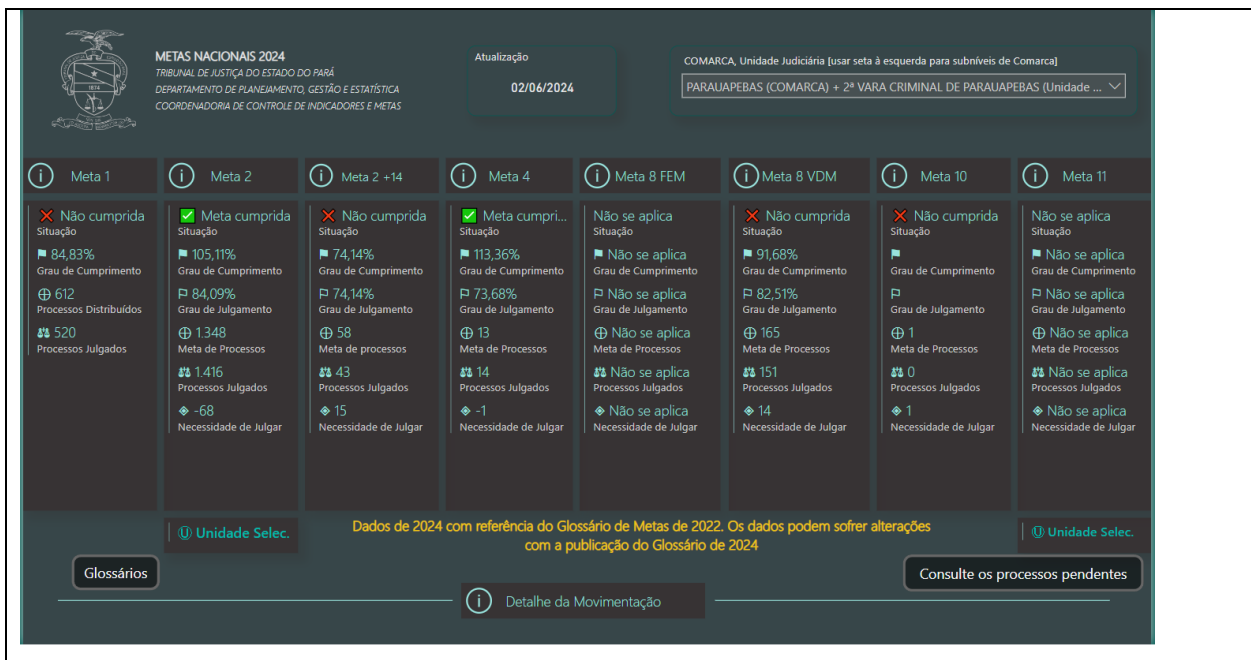 METAS NACIONAIS 2024
TRIBUNAL DE JUSTIÇA DO ESTADO DO PARÁ
DEPARTAMENTO DE PLANEJAMENTO, GESTÃO E ESTATÍSTICA
COORDENADORIA DE CONTROLE DE INDICADORES E METAS
1874
Atualização
02/06/2024
COMARCA, Unidade Judiciária [usar seta à esquerda para subníveis de Comarca]
PARAUAPEBAS (COMARCA) + 2ª VARA CRIMINAL DE PARAUAPEBAS (Unidade ...
Meta 1
Não cumprida
Situação
84,83%
Grau de Cumprimento
612
Processos Distribuídos
520
Processos Julgados
Meta 2
Meta cumprida
Situação
105,11%
Grau de Cumprimento
84,09%
Grau de Julgamento
1.348
Meta de Processos
1.416
Processos Julgados
-68
Necessidade de Julgar
Meta 2 +14
Não cumprida
Situação
74,14%
Grau de Cumprimento
74,14%
Grau de Julgamento
58
Meta de processos
43
Processos Julgados
15
Necessidade de Julgar
Meta 4
Meta cumpri...
Situação
113,36%
Grau de Cumprimento
73,68%
Grau de Julgamento
13
Meta de Processos
14
Processos Julgados
-1
Necessidade de Julgar
Meta 8 FEM
Não se aplica
Situação
Não se aplica
Grau de Cumprimento
Não se aplica
Grau de Julgamento
Não se aplica
Meta de Processos
Não se aplica
Processos Julgados
Não se aplica
Necessidade de Julgar
Meta 8 VDM
Não cumprida
Situação
91,68%
Grau de Cumprimento
82,51%
Grau de Julgamento
165
Meta de Processos
151
Processos Julgados
14
Necessidade de Julgar
Meta 10
Não cumprida
Situação
Grau de Cumprimento
Grau de Julgamento
1
Meta de Processos
0
Processos Julgados
1
Necessidade de Julgar
Meta 11
Não se aplica
Situação
Não se aplica
Grau de Cumprimento
Não se aplica
Grau de Julgamento
Não se aplica
Meta de Processos
Não se aplica
Processos Julgados
Não se aplica
Necessidade de Julgar
Unidade Selec.
Dados de 2024 com referência do Glossário de Metas de 2022. Os dados podem sofrer alterações
com a publicação do Glossário de 2024
Unidade Selec.
Glossários
Consulte os processos pendentes
Detalhe da Movimentação